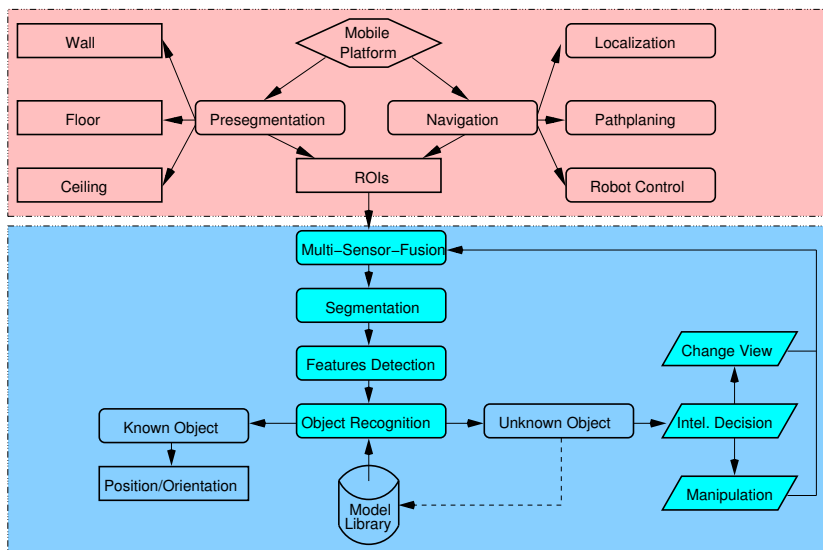 Mobile
Platform
Wall
Localization
Floor
Presegmentation
Navigation
Pathplaning
Ceiling
ROIs
Robot Control
Multi−Sensor−Fusion
Segmentation
Features Detection
Change View
Known Object
Object Recognition
Unknown Object
Intel. Decision
Position/Orientation
Model
Library
Manipulation